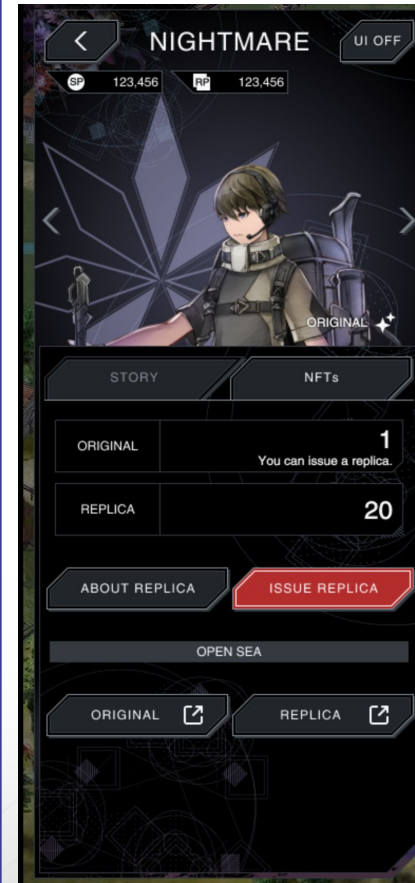 NIGHTMARE
UI OFF
SP 123,456 RP 123,456
ORIGINAL
STORY NFTs
ORIGINAL 1
You can issue a replica.
REPLICA 20
ABOUT REPLICA ISSUE REPLICA
OPEN SEA
ORIGINAL REPLICA